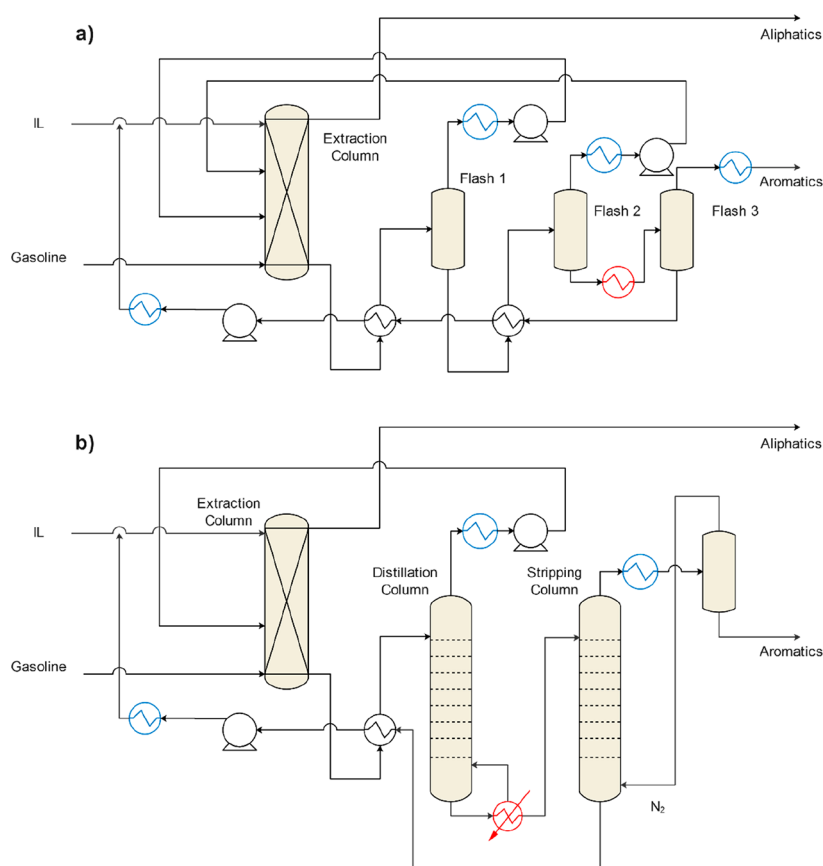 a)
Aliphatics
IL
Extraction
Column
Flash 1
Flash 2
Flash 3
Aromatics
Gasoline
b)
Aliphatics
Extraction
Column
IL
Distillation
Column
Stripping
Column
Gasoline
Aromatics
N₂